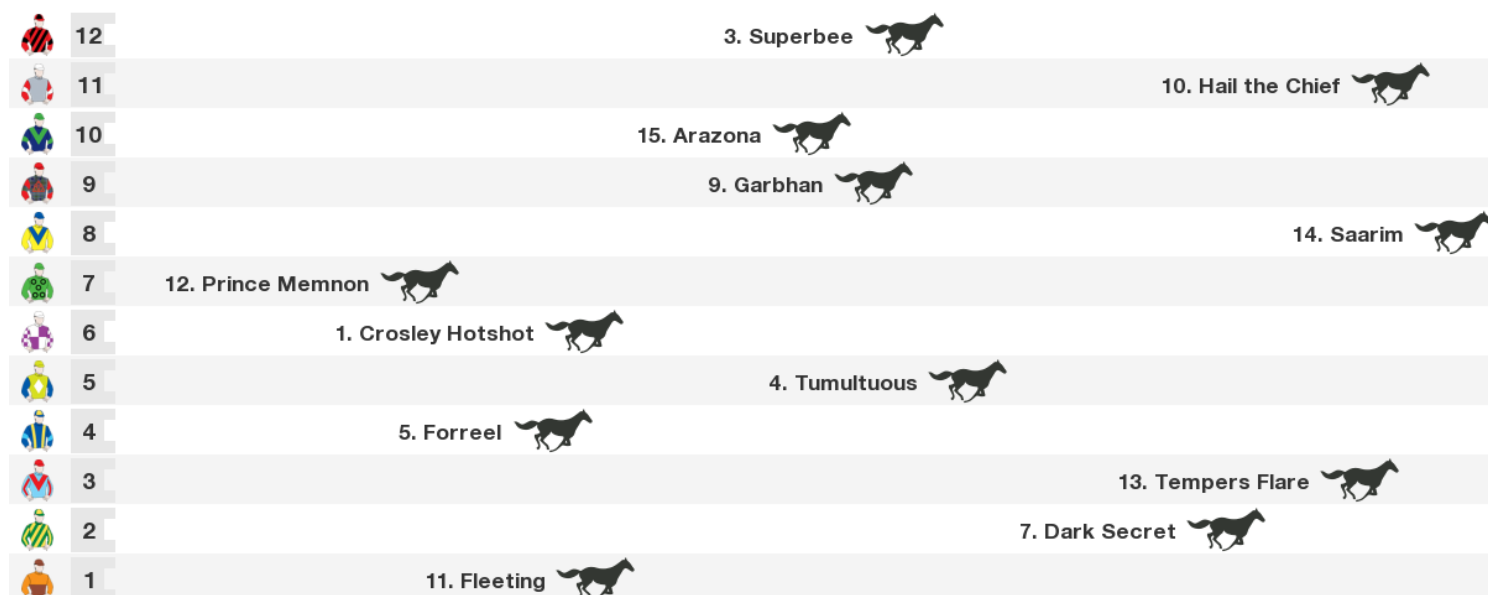 12 3. Superbee
11 10. Hail the Chief
10 15. Arazona
9 9. Garbhan
8 14. Saarim
7 12. Prince Memnon
6 1. Crosley Hotshot
5 4. Tumultuous
4 5. Forreel
3 13. Tempers Flare
2 7. Dark Secret
1 11. Fleeting